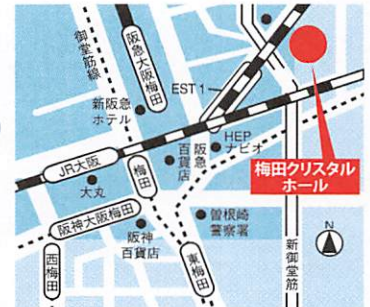 御堂筋線
阪急大阪梅田
EST1
新阪急
ホテル
HEP
ナビオ
阪急
百貨店
梅田クリスタル
ホール
JR大阪
梅田
大丸
阪神大阪梅田
曽根崎
警察署
阪神
百貨店
西梅田
東梅田
新御堂筋
N